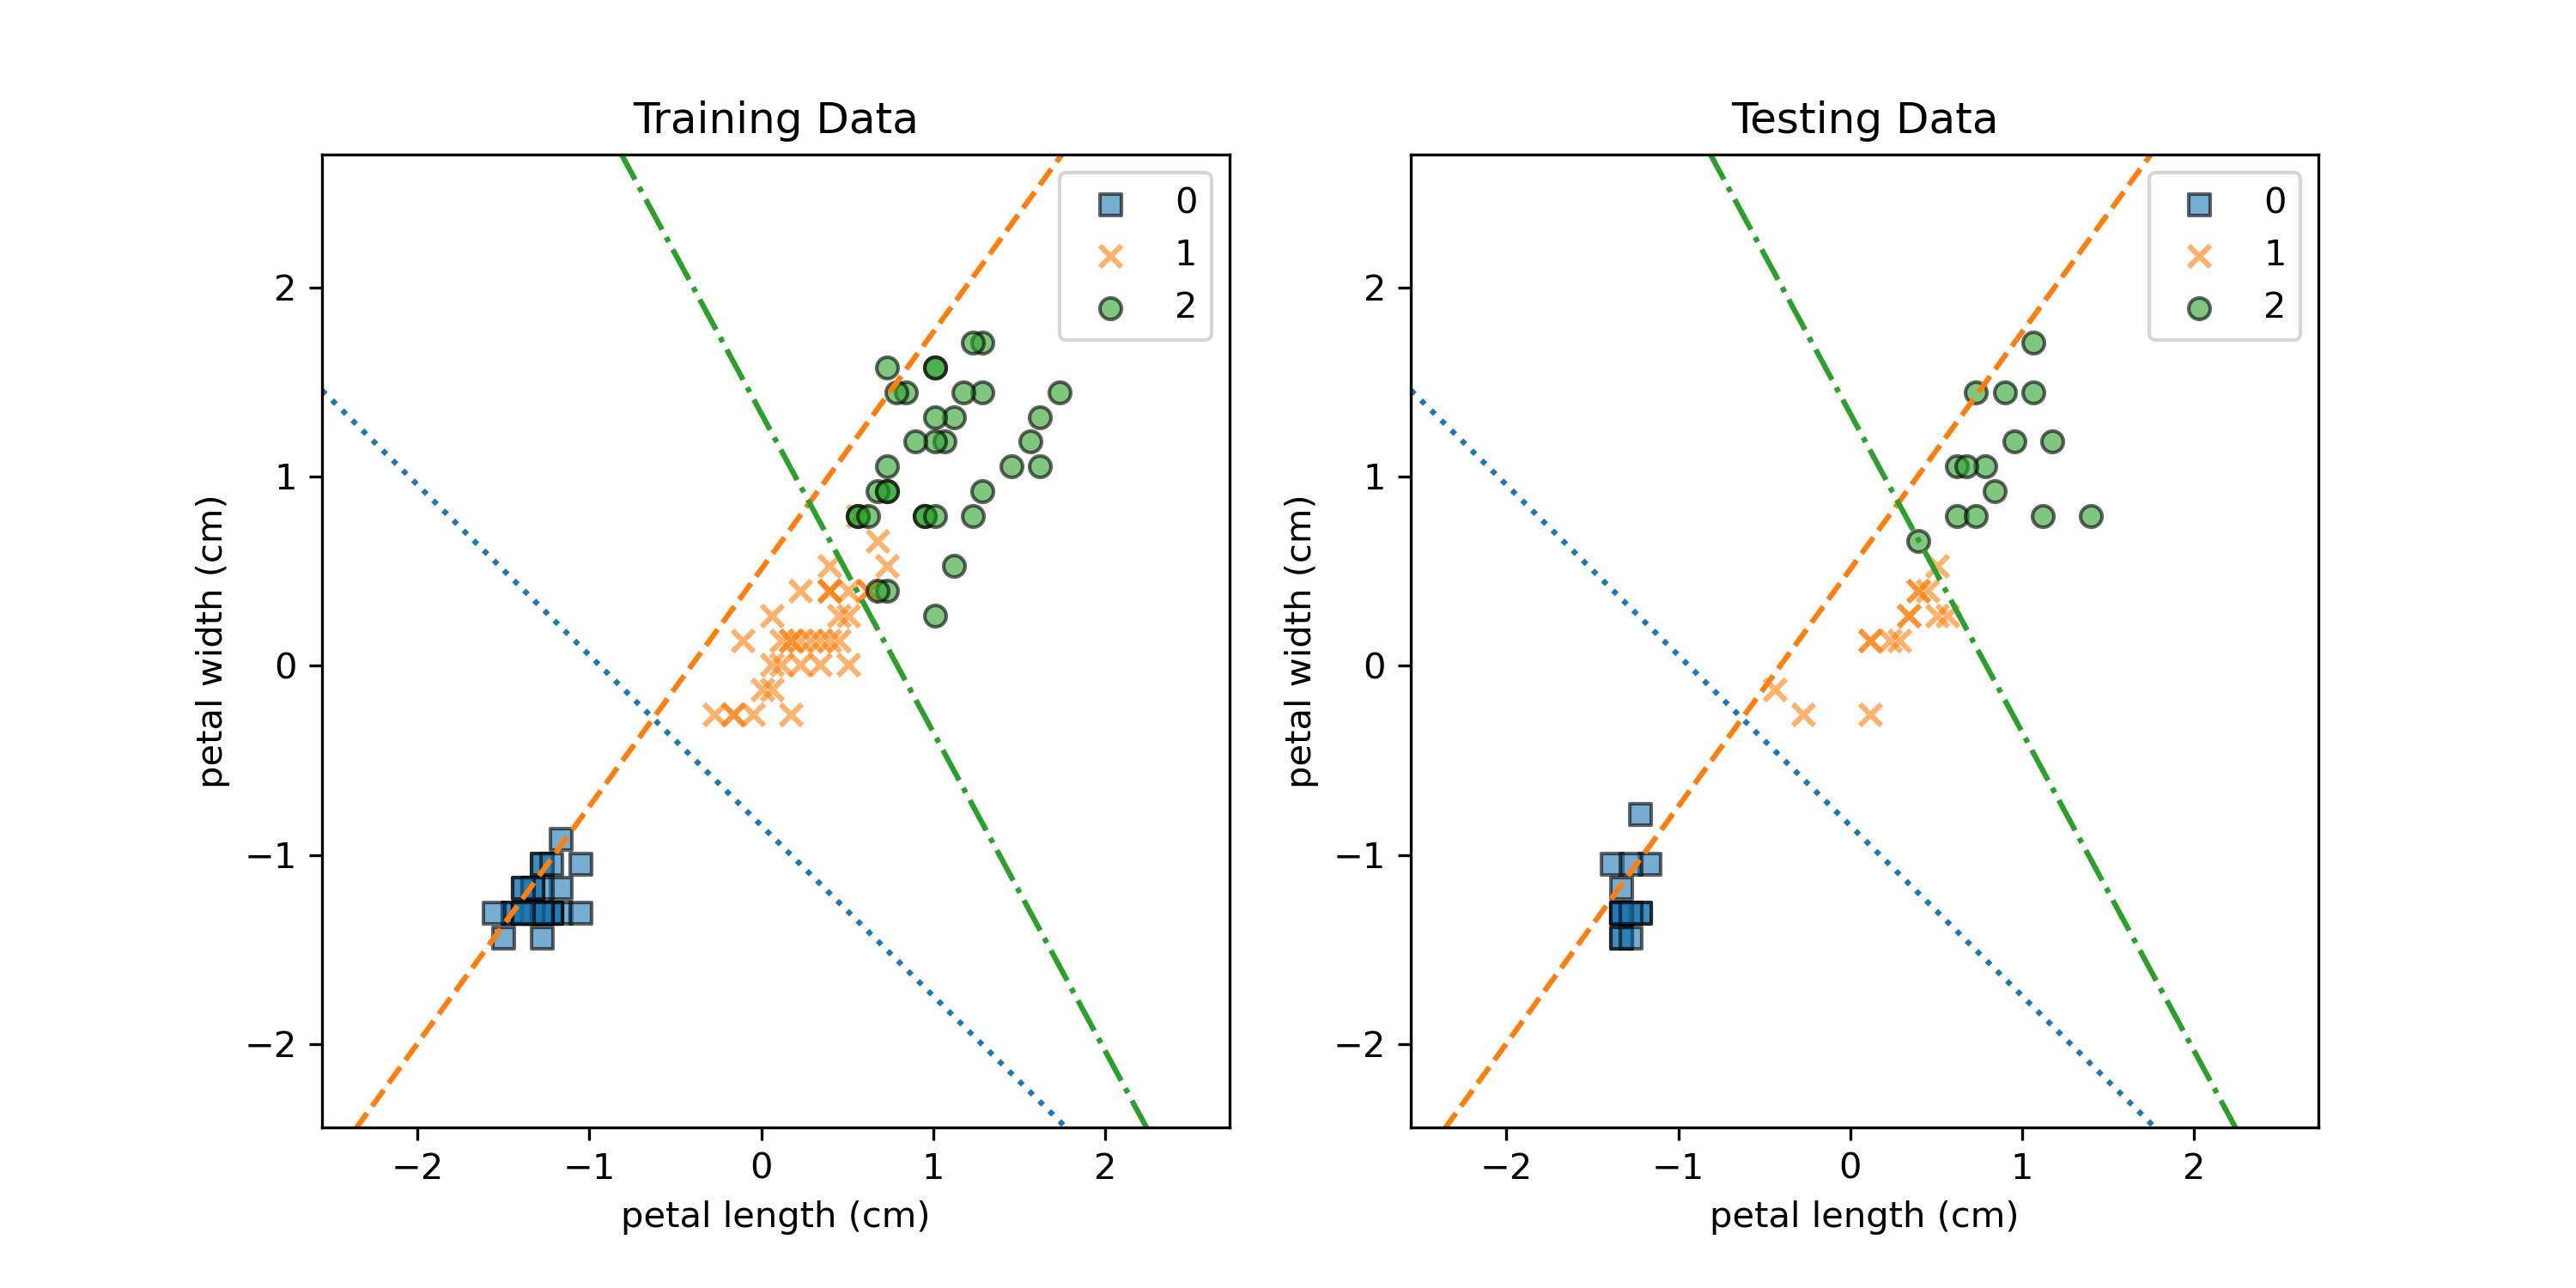 Training Data
0
1
2
2
1
0
−1
−2
petal width (cm)
−2 −1 0 1 2
petal length (cm)
Testing Data
0
1
2
2
1
0
−1
−2
petal width (cm)
−2 −1 0 1 2
petal length (cm)